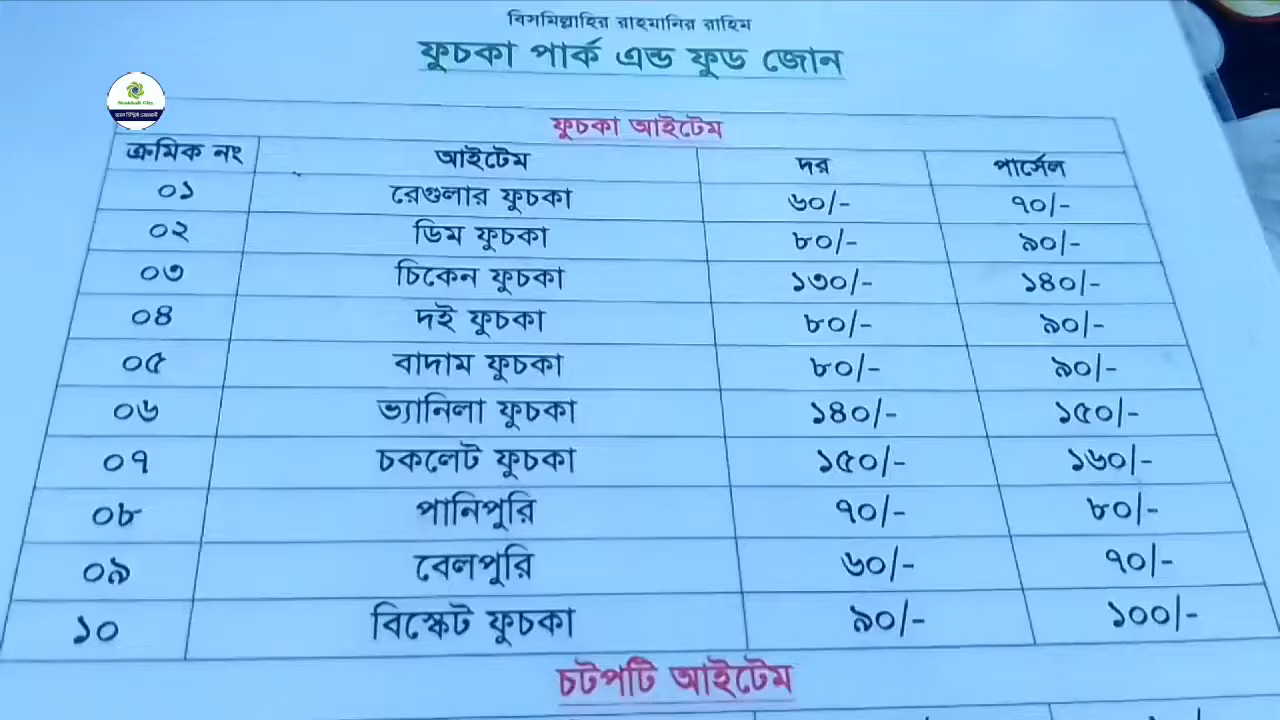 বিসমিল্লাহির রাহমানির রাহিম
ফুচকা পার্ক এন্ড ফুড জোন
Noakhali City
ফুচকা আইটেম
ক্রমিক নং আইটেম দর পার্সেল
০১ রেগুলার ফুচকা ৬০/- ৭০/-
০২ ডিম ফুচকা ৮০/- ৯০/-
০৩ চিকেন ফুচকা ১৩০/- ১৪০/-
০৪ দই ফুচকা ৮০/- ৯০/-
০৫ বাদাম ফুচকা ৮০/- ৯০/-
০৬ ভ্যানিলা ফুচকা ১৪০/- ১৫০/-
০৭ চকলেট ফুচকা ১৫০/- ১৬০/-
০৮ পানিপুরি ৭০/- ৮০/-
০৯ বেলপুরি ৬০/- ৭০/-
১০ বিস্কেট ফুচকা ৯০/- ১০০/-
চটপটি আইটেম